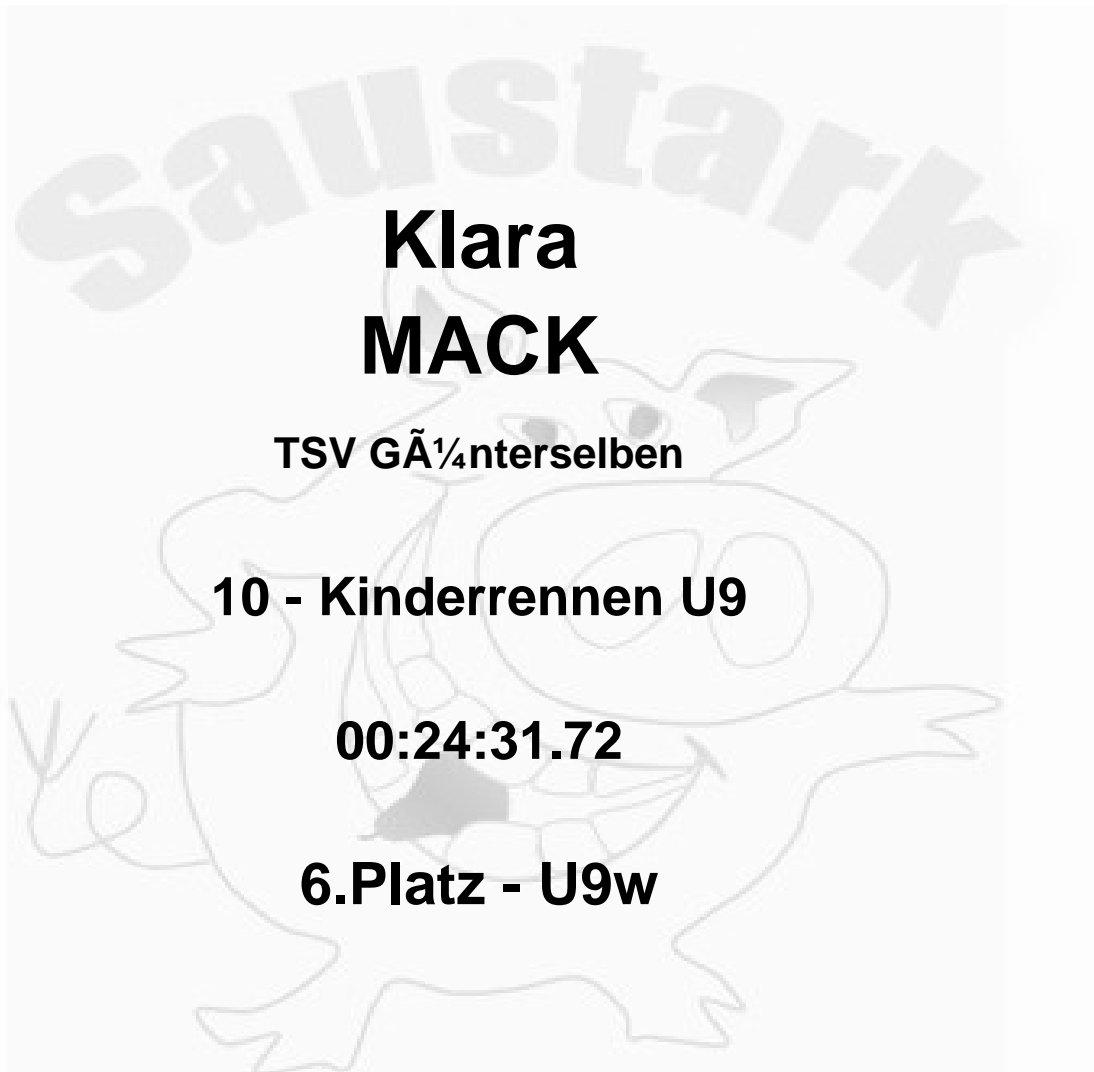 Saustark
Klara
MACK
TSV GÃ¼nterselben
10 - Kinderrennen U9
00:24:31.72
6.Platz - U9w